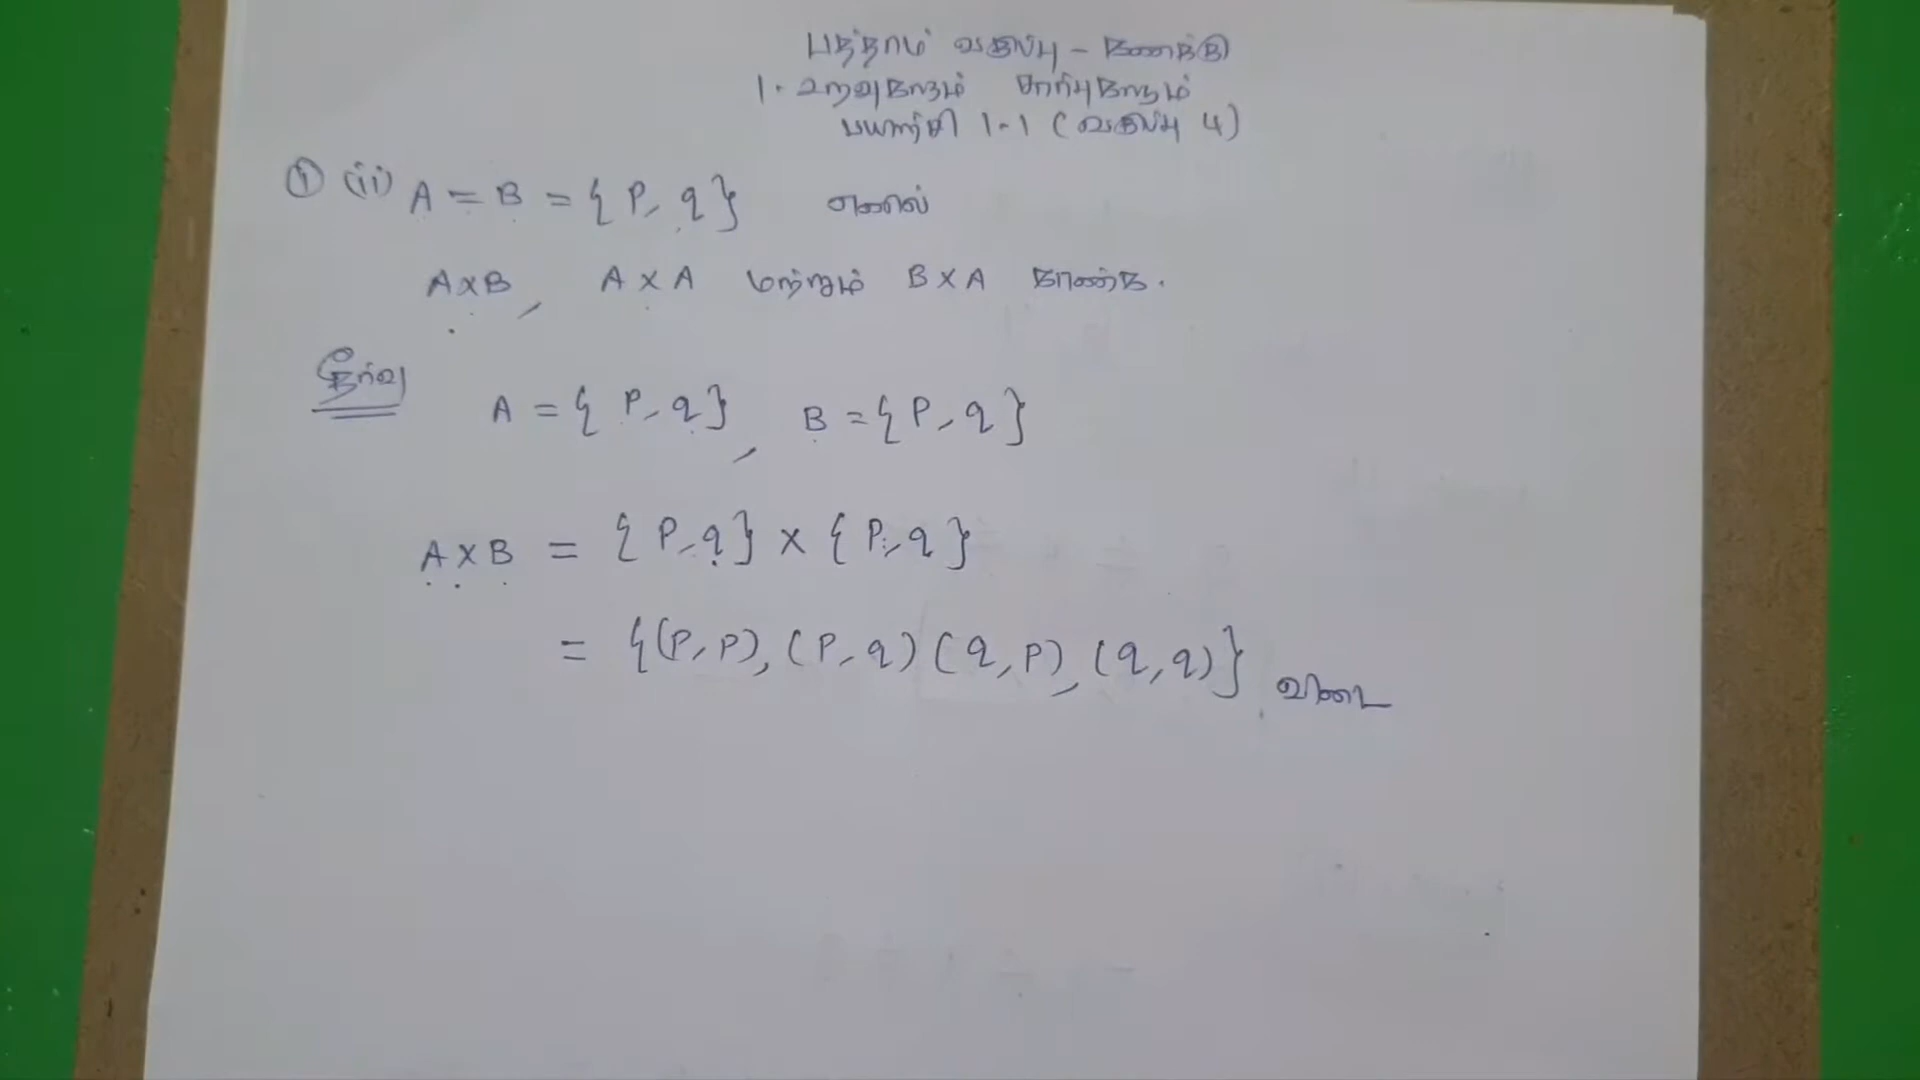 பத்தாம் வகுப்பு - கணக்கு
1. உறவுகளும் சார்புகளும்
பயிற்சி 1.1 (வகுப்பு 4)
① (ii) A = B = {P, q} எனில்
A×B, A×A மற்றும் B×A காண்க.
தீர்வு
A = {P, q}, B = {P, q}
A×B = {P, q} × {P, q}
= {(P, P), (P, q) (q, P), (q, q)} விடை